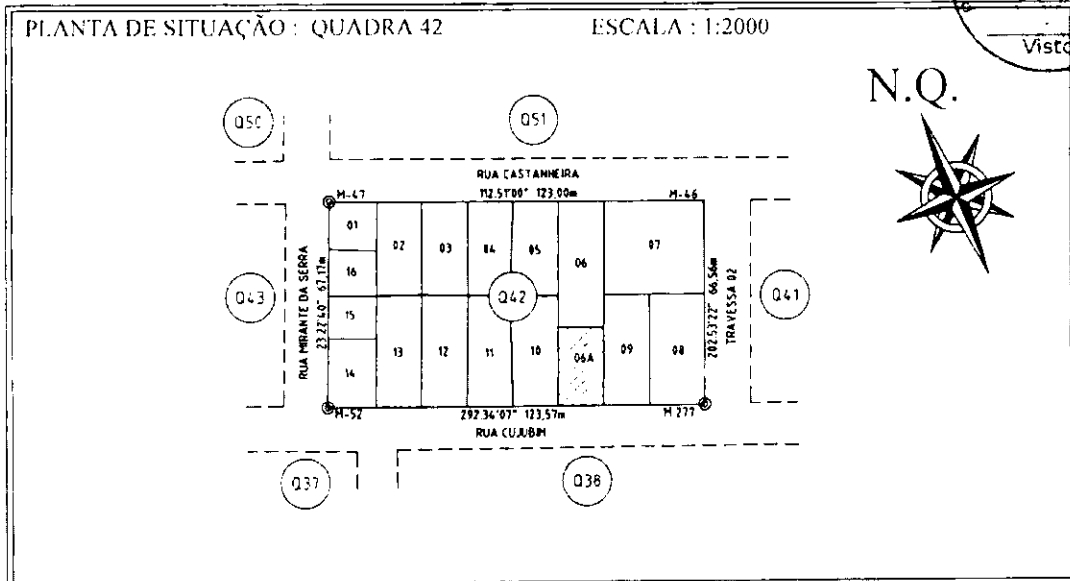 PLANTA DE SITUAÇÃO : QUADRA 42 ESCALA : 1:2000
Visto
N.Q.
Q50
Q51
RUA CASTANHEIRA
M-47 112.51'00" 123,00m M-46
01
02
03
04
05
06
07
16
Q43
RUA MIRANTE DA SERRA
23.22'40" 67,17m
Q42
202.53'22" 66,56m
TRAVESSA 02
Q41
15
14
13
12
11
10
06A
09
08
M-52 292.34'07" 123,57m M 277
RUA CUJUBIM
Q37
Q38